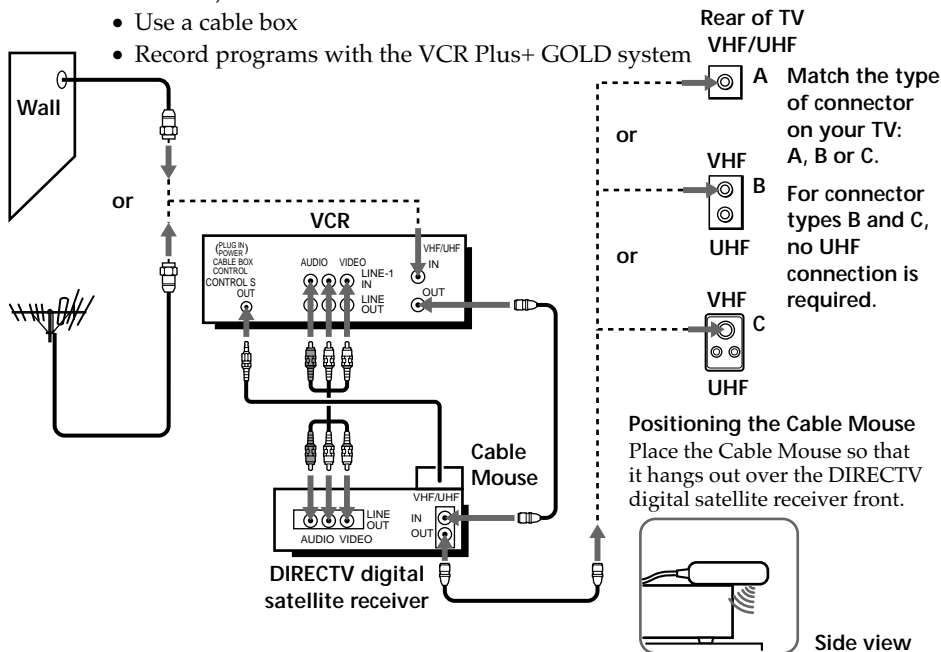 • Use a cable box
• Record programs with the VCR Plus+ GOLD system
Rear of TV
VHF/UHF
A
Match the type
of connector
on your TV:
A, B or C.
or
VHF
B
UHF
For connector
types B and C,
no UHF
connection is
required.
or
VHF
C
UHF
Wall
or
VCR
(PLUG IN
POWER)
CABLE BOX
CONTROL
CONTROL S
OUT
AUDIO VIDEO
LINE-1
IN
LINE
OUT
VHF/UHF
IN
OUT
Cable
Mouse
VHF/UHF
IN
OUT
LINE
OUT
AUDIO VIDEO
DIRECTV digital
satellite receiver
Positioning the Cable Mouse
Place the Cable Mouse so that
it hangs out over the DIRECTV
digital satellite receiver front.
Side view